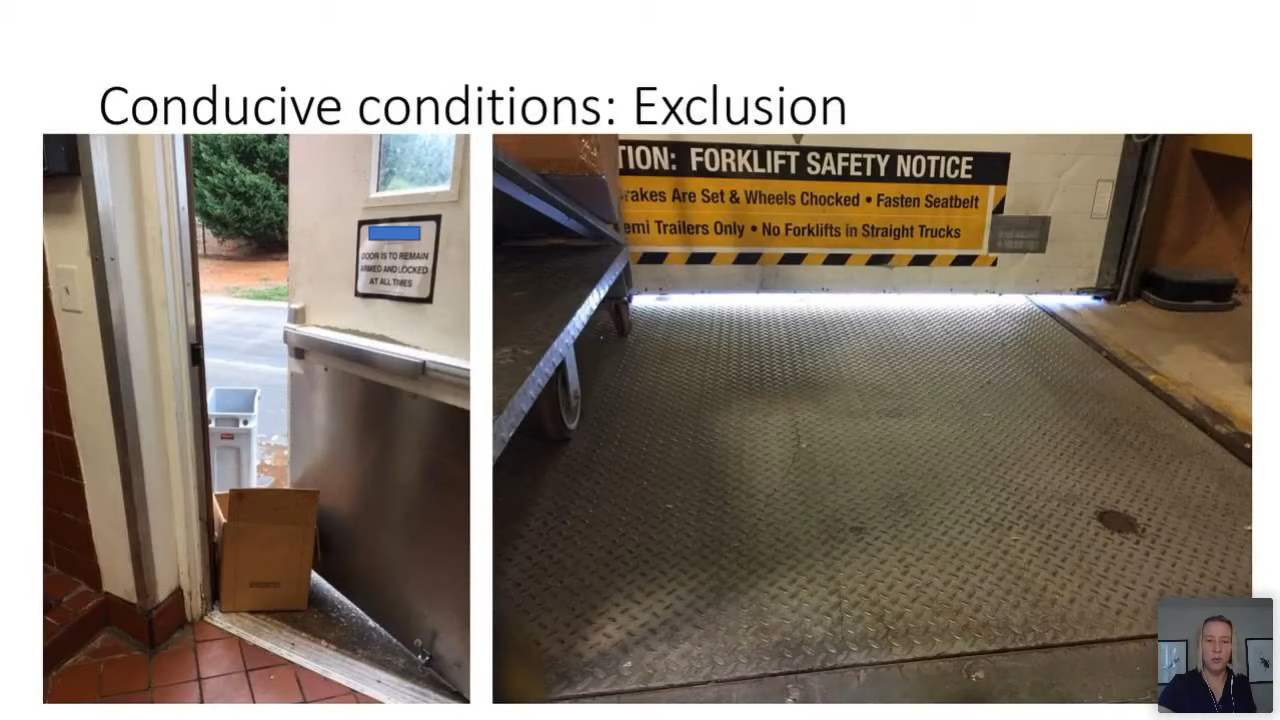 Conducive conditions: Exclusion
DOOR IS TO REMAIN
ARMED AND LOCKED
AT ALL TIMES
TION: FORKLIFT SAFETY NOTICE
rakes Are Set & Wheels Chocked • Fasten Seatbelt
emi Trailers Only • No Forklifts in Straight Trucks